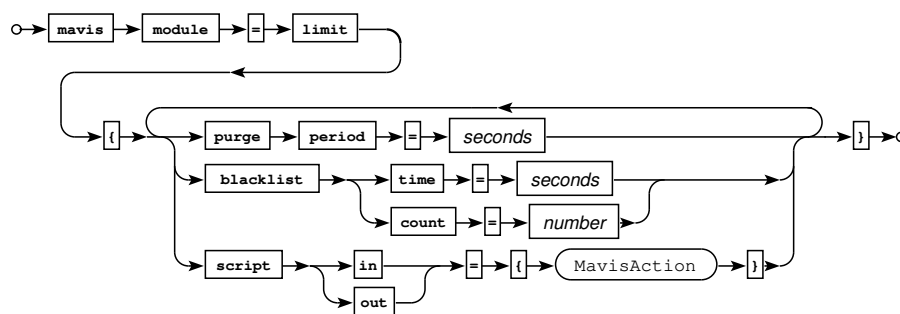 mavis module = limit
{ purge period = seconds }
blacklist time = seconds
count = number
script in = { MavisAction }
out